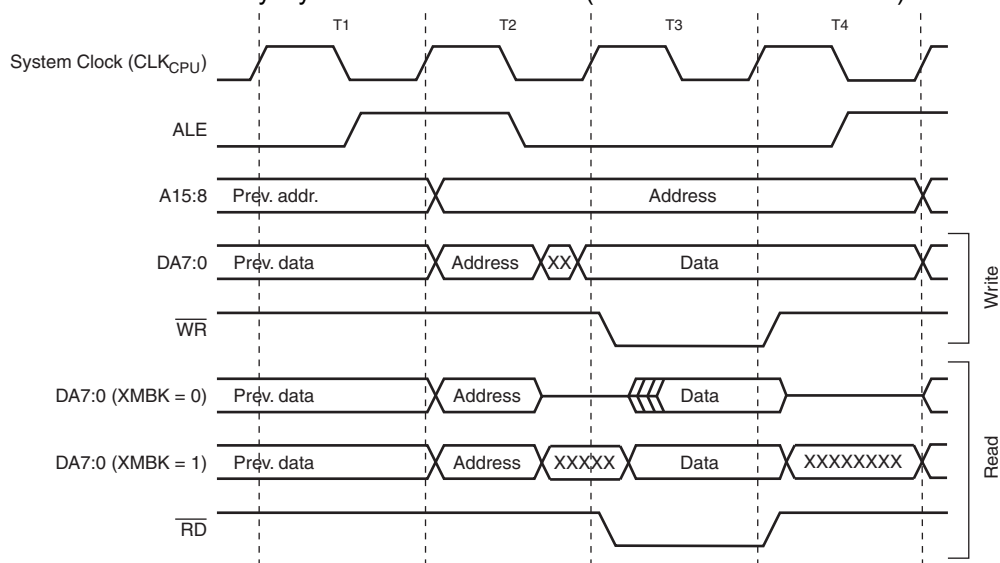 T1 T2 T3 T4
System Clock (CLKCPU)
ALE
A15:8 Prev. addr. Address
DA7:0 Prev. data Address XX Data
WR
Write
DA7:0 (XMBK = 0) Prev. data Address Data
DA7:0 (XMBK = 1) Prev. data Address XXXXX Data XXXXXXXX
RD
Read